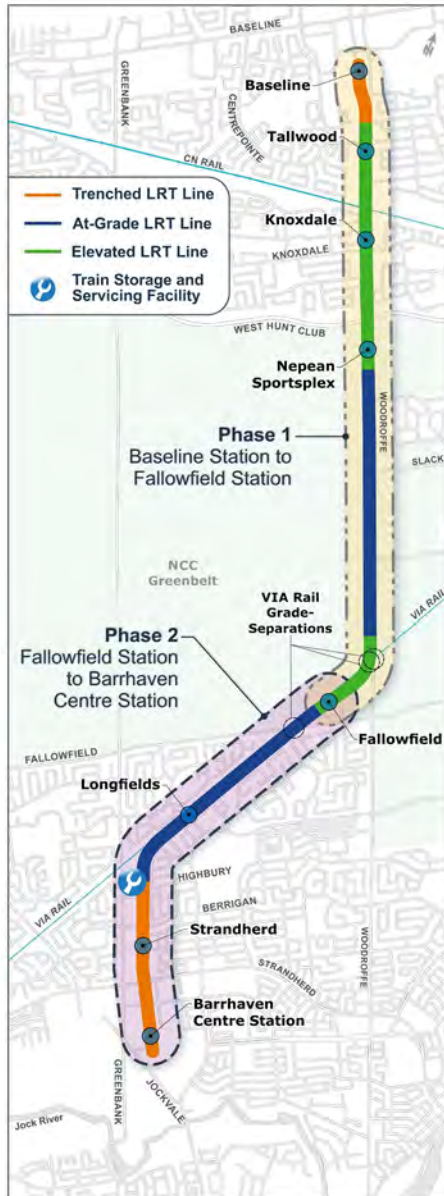 BASELINE
GREENBANK
Baseline
CENTREPOINTE
Tallwood
CN RAIL
Trenched LRT Line
At-Grade LRT Line
Elevated LRT Line
Train Storage and
Servicing Facility
Knoxdale
KNOXDALE
WEST HUNT CLUB
Nepean
Sportsplex
WOODROFFE
Phase 1
Baseline Station to
Fallowfield Station
SLACK
NCC
Greenbelt
VIA Rail
Grade-
Separations
VIA RAIL
Phase 2
Fallowfield Station
to Barrhaven
Centre Station
FALLOWFIELD
Fallowfield
Longfields
HIGHBURY
BERRIGAN
VIA RAIL
Strandherd
WOODROFFE
STRANDHERD
Barrhaven
Centre Station
GREENBANK
JOCKVALE
Jock River